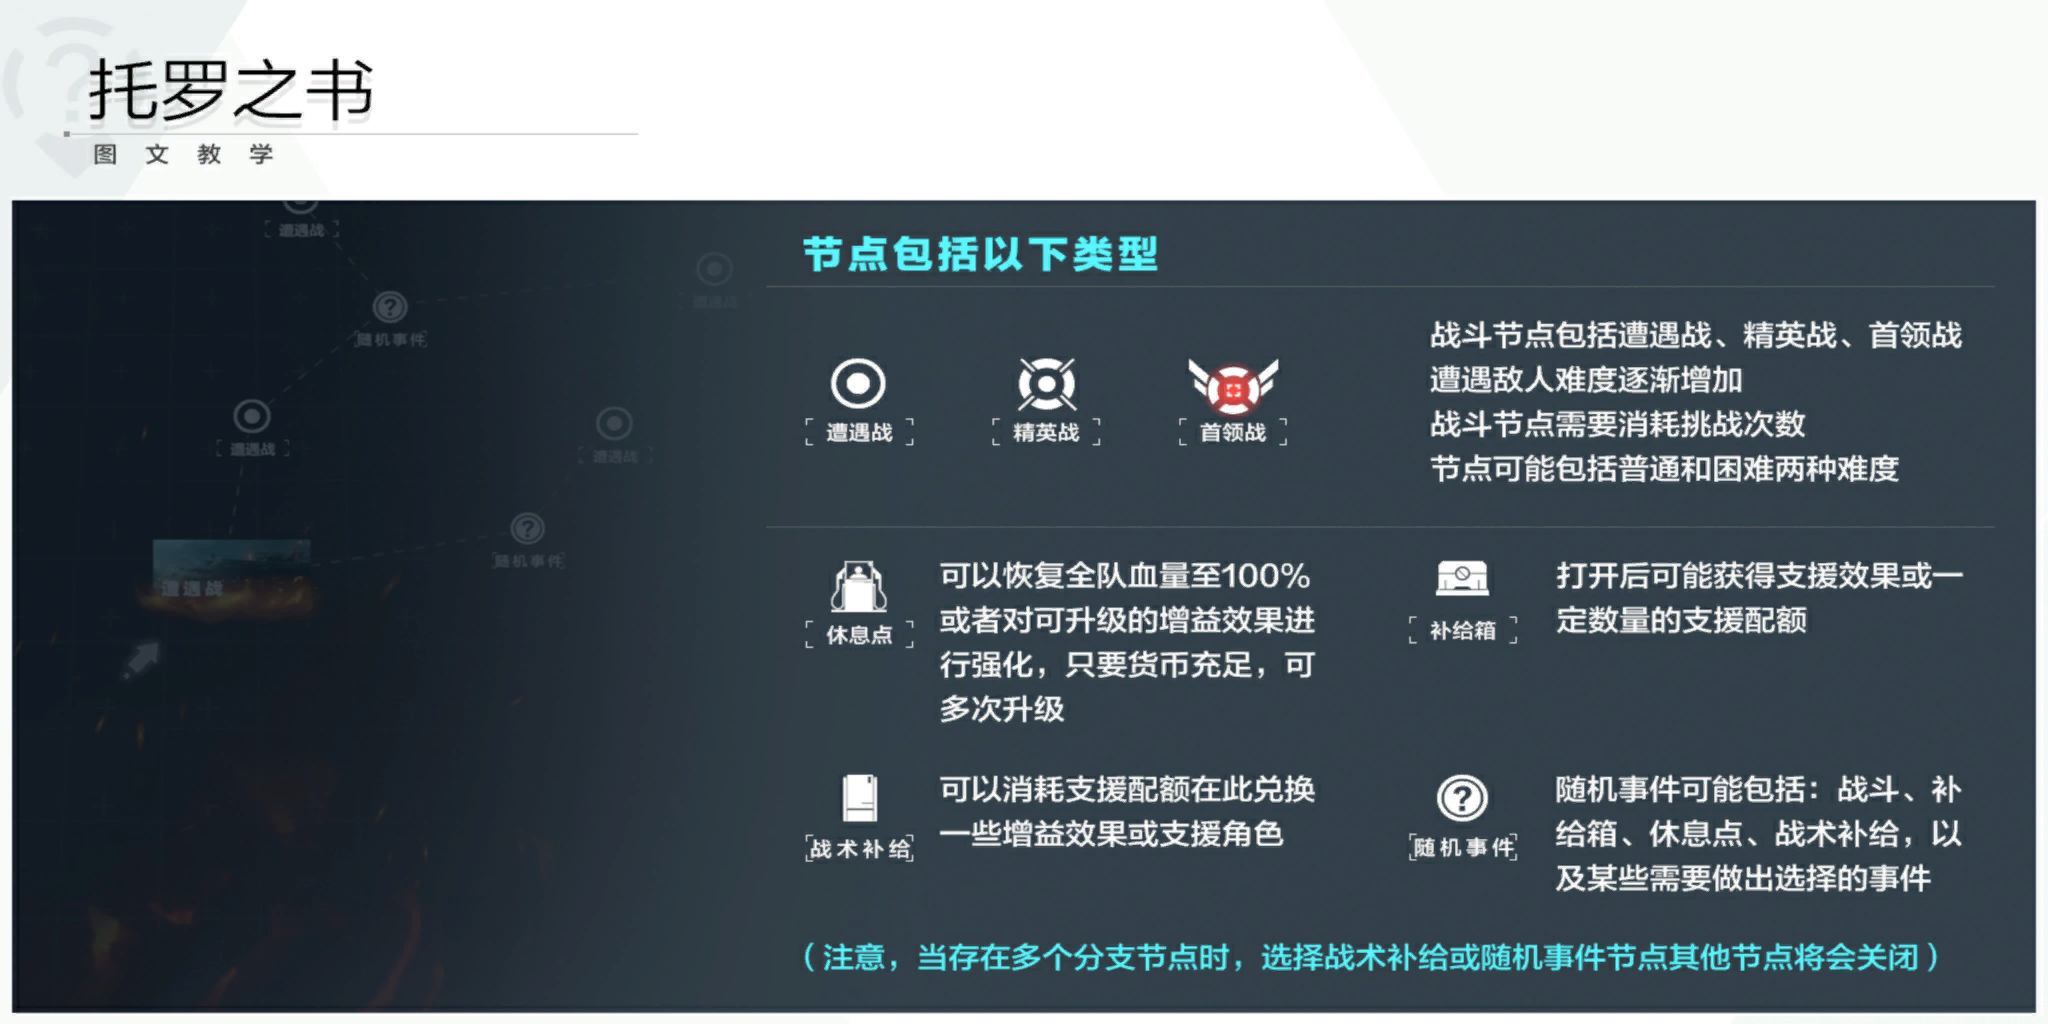 托罗之书
图文教学
遭遇战
随机事件
遭遇战
遭遇战
遭遇战
随机事件
遭遇战
节点包括以下类型
遭遇战
精英战
首领战
战斗节点包括遭遇战、精英战、首领战
遭遇敌人难度逐渐增加
战斗节点需要消耗挑战次数
节点可能包括普通和困难两种难度
休息点
可以恢复全队血量至100%
或者对可升级的增益效果进
行强化，只要货币充足，可
多次升级
补给箱
打开后可能获得支援效果或一
定数量的支援配额
战术补给
可以消耗支援配额在此兑换
一些增益效果或支援角色
随机事件
随机事件可能包括：战斗、补
给箱、休息点、战术补给，以
及某些需要做出选择的事件
（注意，当存在多个分支节点时，选择战术补给或随机事件节点其他节点将会关闭）